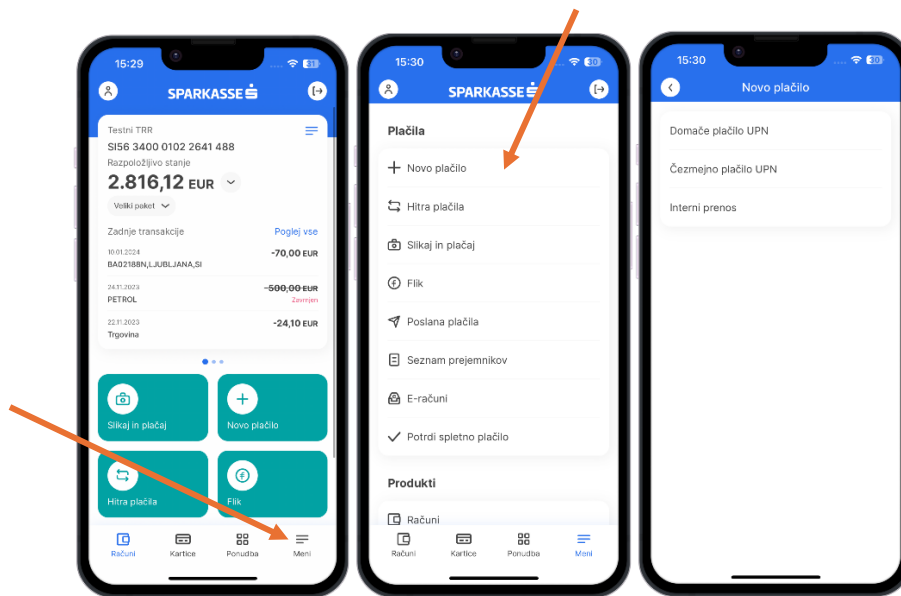 15:29
31
SPARKASSE
Testni TRR
SI56 3400 0102 2641 488
Razpoložljivo stanje
2.816,12 EUR
Veliki paket
Zadnje transakcije
Poglej vse
10.01.2024
-70,00 EUR
BA02188N,LJUBLJANA,SI
24.11.2023
-500,00 EUR
PETROL
Zavrnjen
22.11.2023
-24,10 EUR
Trgovina
Slikaj in plačaj
Novo plačilo
Hitra plačila
Flik
Računi
Kartice
Ponudba
Meni
15:30
30
SPARKASSE
Plačila
Novo plačilo
Hitra plačila
Slikaj in plačaj
Flik
Poslana plačila
Seznam prejemnikov
E-računi
Potrdi spletno plačilo
Produkti
Računi
Računi
Kartice
Ponudba
Meni
15:30
30
Novo plačilo
Domače plačilo UPN
Čezmejno plačilo UPN
Interni prenos